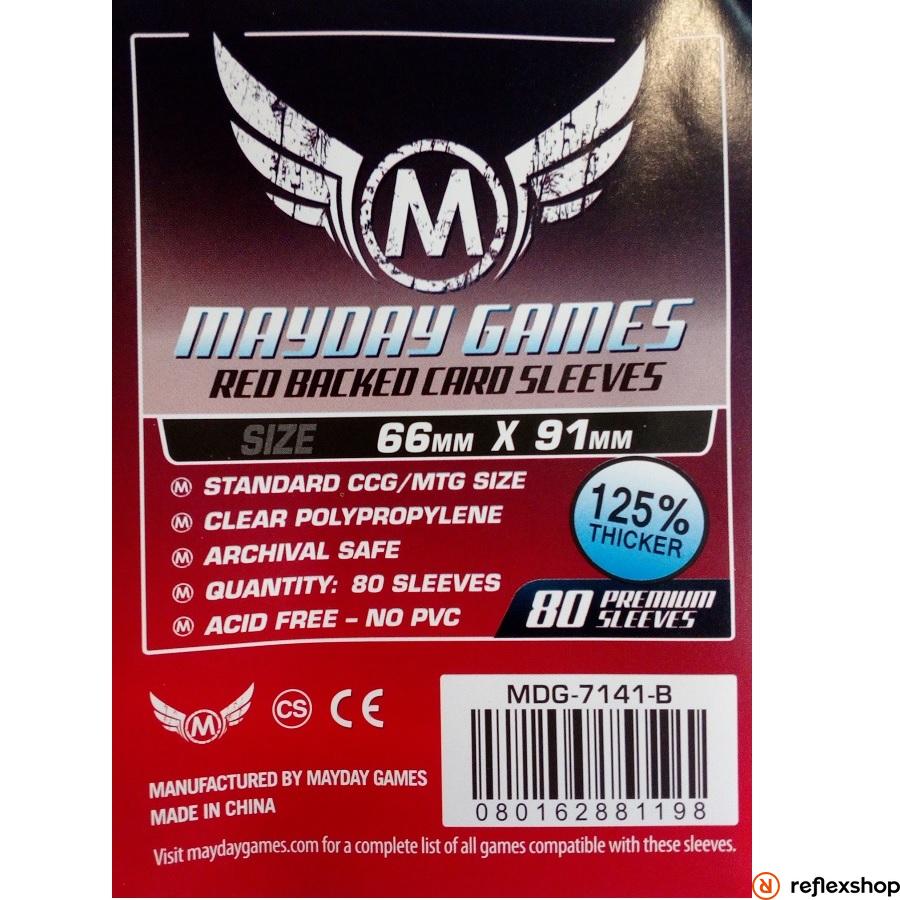 M
MAYDAY GAMES
RED BACKED CARD SLEEVES
SIZE 66MM X 91MM
STANDARD CCG/MTG SIZE
CLEAR POLYPROPYLENE
ARCHIVAL SAFE
QUANTITY: 80 SLEEVES
ACID FREE – NO PVC
125%
THICKER
80 PREMIUM
SLEEVES
M CS CE
MDG-7141-B
080162881198
MANUFACTURED BY MAYDAY GAMES
MADE IN CHINA
Visit maydaygames.com for a complete list of all games compatible with these sleeves.
reflexshop